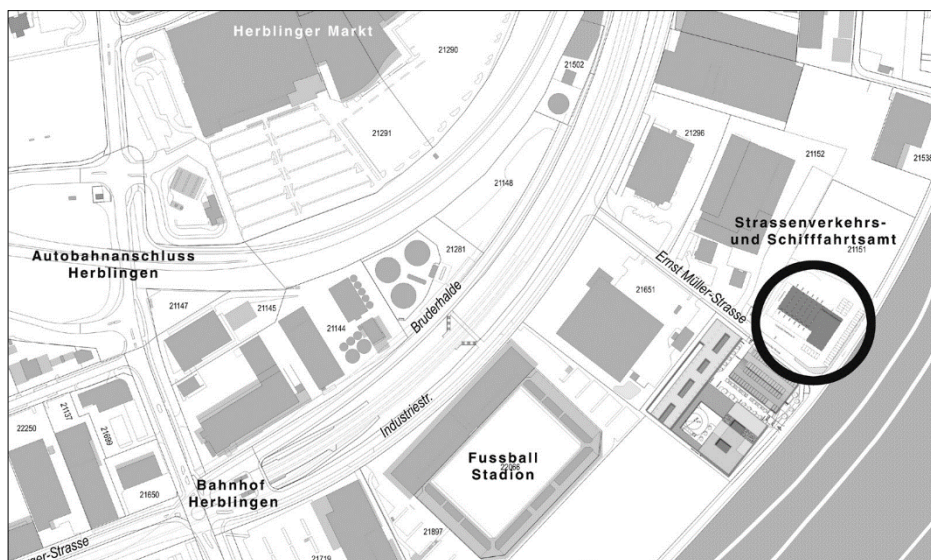 Herblinger Markt
21290
21502
21291
21296
21152
21538
21148
Strassenverkehrs-
und Schifffahrtsamt
21151
Autobahnanschluss
Herblingen
21281
Ernst Müller-Strasse
21147
21145
21144
Bruderhalde
21651
Industriestr.
21137
21699
22250
Fussball
Stadion
22066
Bahnhof
Herblingen
21650
21897
21719